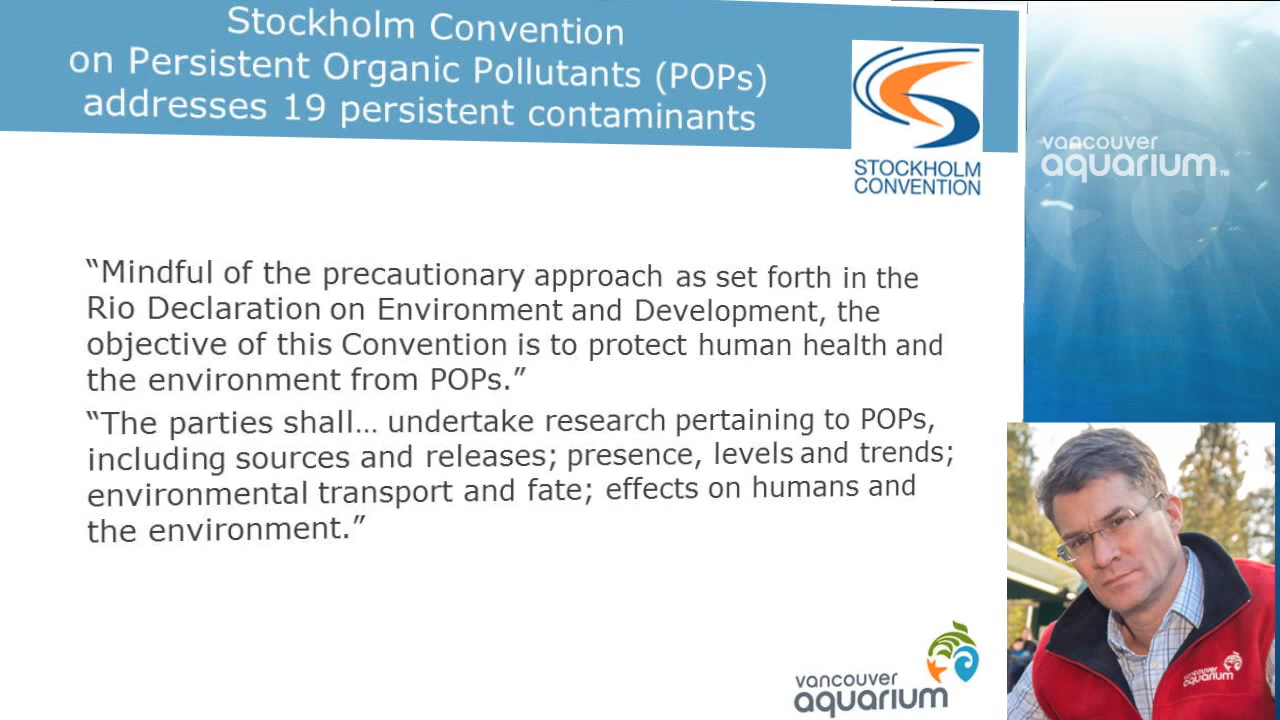 Stockholm Convention
on Persistent Organic Pollutants (POPs)
addresses 19 persistent contaminants
STOCKHOLM
CONVENTION
vancouver
aquarium™
“Mindful of the precautionary approach as set forth in the
Rio Declaration on Environment and Development, the
objective of this Convention is to protect human health and
the environment from POPs.”
“The parties shall… undertake research pertaining to POPs,
including sources and releases; presence, levels and trends;
environmental transport and fate; effects on humans and
the environment.”
vancouver
aquarium
vancouver
aquarium